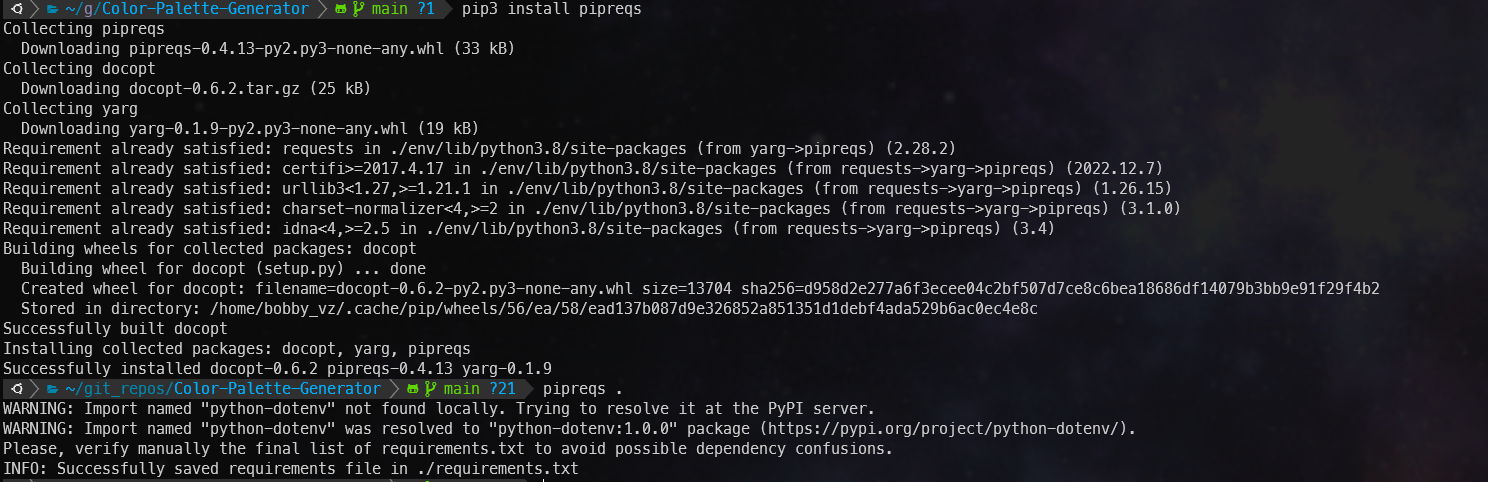 ~/g/Color-Palette-Generator main ?1 pip3 install pipreqs
Collecting pipreqs
Downloading pipreqs-0.4.13-py2.py3-none-any.whl (33 kB)
Collecting docopt
Downloading docopt-0.6.2.tar.gz (25 kB)
Collecting yarg
Downloading yarg-0.1.9-py2.py3-none-any.whl (19 kB)
Requirement already satisfied: requests in ./env/lib/python3.8/site-packages (from yarg->pipreqs) (2.28.2)
Requirement already satisfied: certifi>=2017.4.17 in ./env/lib/python3.8/site-packages (from requests->yarg->pipreqs) (2022.12.7)
Requirement already satisfied: urllib3<1.27,>=1.21.1 in ./env/lib/python3.8/site-packages (from requests->yarg->pipreqs) (1.26.15)
Requirement already satisfied: charset-normalizer<4,>=2 in ./env/lib/python3.8/site-packages (from requests->yarg->pipreqs) (3.1.0)
Requirement already satisfied: idna<4,>=2.5 in ./env/lib/python3.8/site-packages (from requests->yarg->pipreqs) (3.4)
Building wheels for collected packages: docopt
Building wheel for docopt (setup.py) ... done
Created wheel for docopt: filename=docopt-0.6.2-py2.py3-none-any.whl size=13704 sha256=d958d2e277a6f3ecee04c2bf507d7ce8c6bea18686df14079b3bb9e91f29f4b2
Stored in directory: /home/bobby_vz/.cache/pip/wheels/56/ea/58/ead137b087d9e326852a851351d1debf4ada529b6ac0ec4e8c
Successfully built docopt
Installing collected packages: docopt, yarg, pipreqs
Successfully installed docopt-0.6.2 pipreqs-0.4.13 yarg-0.1.9
~/git_repos/Color-Palette-Generator main ?21 pipreqs .
WARNING: Import named "python-dotenv" not found locally. Trying to resolve it at the PyPI server.
WARNING: Import named "python-dotenv" was resolved to "python-dotenv:1.0.0" package (https://pypi.org/project/python-dotenv/).
Please, verify manually the final list of requirements.txt to avoid possible dependency confusions.
INFO: Successfully saved requirements file in ./requirements.txt